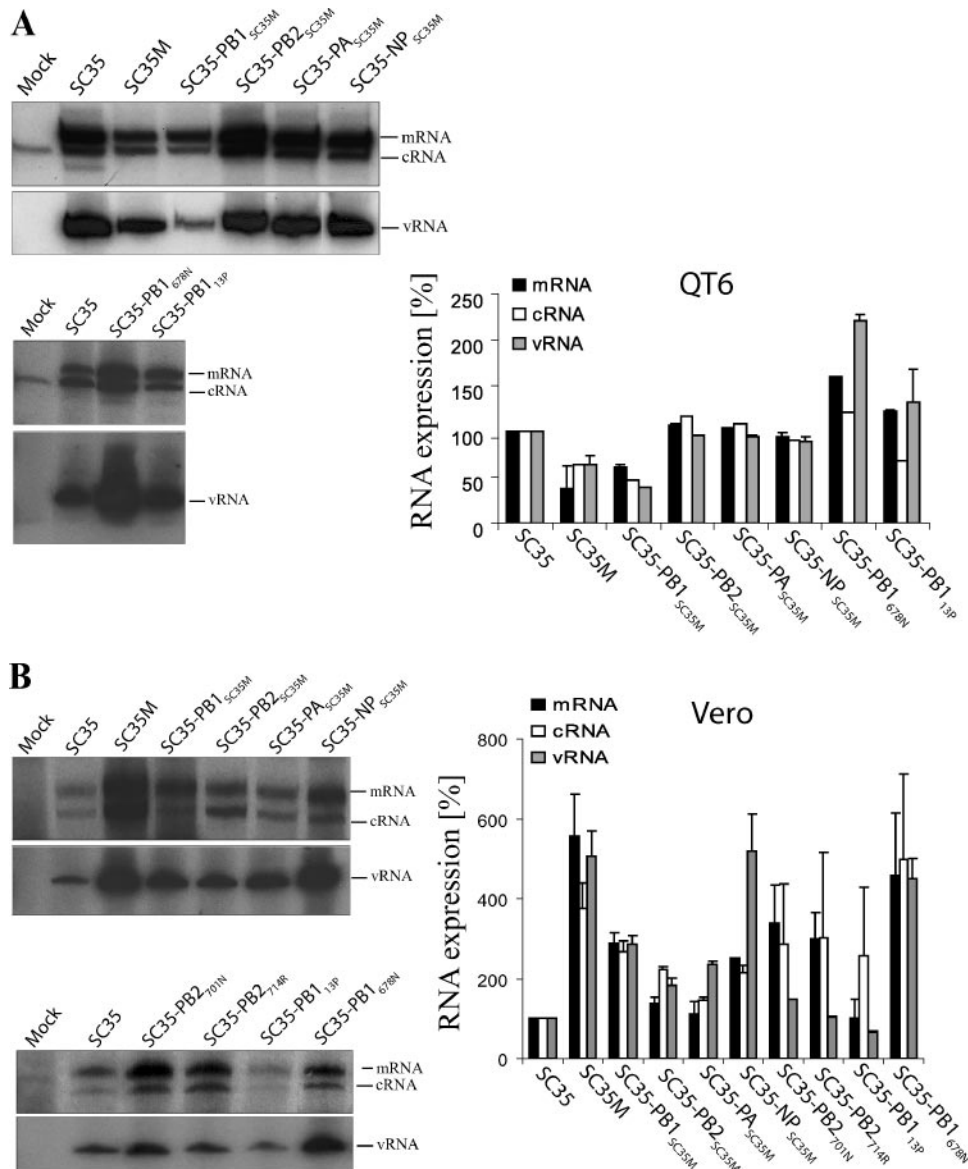 A
Mock SC35 SC35M SC35-PB1SC35M SC35-PB2SC35M SC35-PASC35M SC35-NPSC35M
mRNA
cRNA
vRNA
Mock SC35 SC35-PB1678N SC35-PB113P
mRNA
cRNA
vRNA
QT6
RNA expression [%]
mRNA
cRNA
vRNA
250
200
150
100
50
0
SC35 SC35M SC35-PB1SC35M SC35-PB2SC35M SC35-PASC35M SC35-NPSC35M SC35-PB1678N SC35-PB113P
B
Mock SC35 SC35M SC35-PB1SC35M SC35-PB2SC35M SC35-PASC35M SC35-NPSC35M
mRNA
cRNA
vRNA
Mock SC35 SC35-PB2701N SC35-PB2714R SC35-PB113P SC35-PB1678N
mRNA
cRNA
vRNA
Vero
RNA expression [%]
mRNA
cRNA
vRNA
800
600
400
200
0
SC35 SC35M SC35-PB1SC35M SC35-PB2SC35M SC35-PASC35M SC35-NPSC35M SC35-PB2701N SC35-PB2714R SC35-PB113P SC35-PB1678N